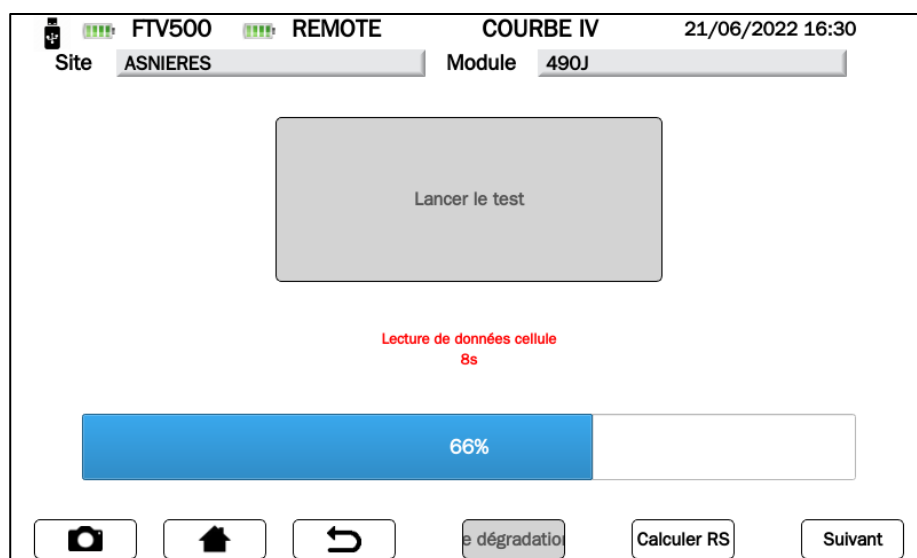 FTV500 REMOTE COURBE IV 21/06/2022 16:30
Site ASNIERES Module 490J
Lancer le test
Lecture de données cellule
8s
66%
e dégradatio Calculer RS Suivant